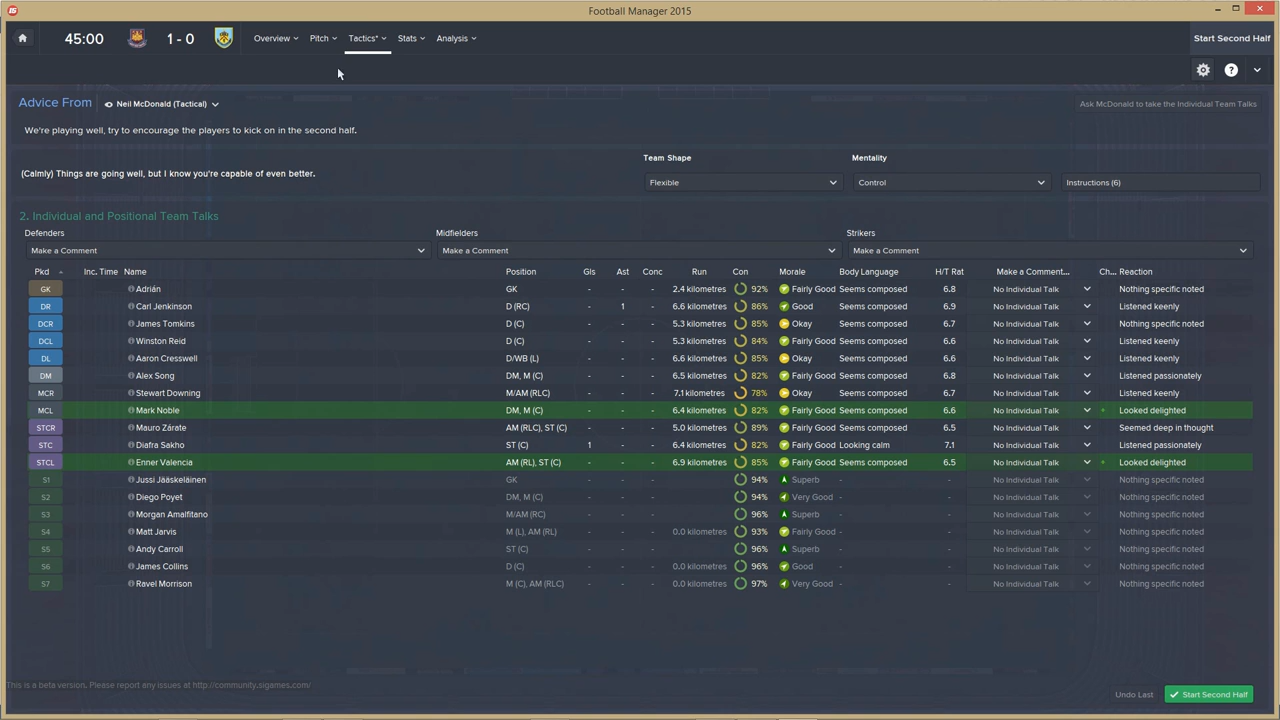 Football Manager 2015
45:00 1 - 0 Overview Pitch Tactics* Stats Analysis Start Second Half
?
Advice From Neil McDonald (Tactical) Ask McDonald to take the Individual Team Talks
We're playing well, try to encourage the players to kick on in the second half.
Team Shape Mentality
(Calmly) Things are going well, but I know you're capable of even better.
Flexible Control Instructions (6)
2. Individual and Positional Team Talks
Defenders Midfielders Strikers
Make a Comment Make a Comment Make a Comment
Pkd Inc. Time Name Position Gls Ast Conc Run Con Morale Body Language H/T Rat Make a Comment... Ch... Reaction
GK Adrián GK - - - 2.4 kilometres 92% Fairly Good Seems composed 6.8 No Individual Talk Nothing specific noted
DR Carl Jenkinson D (RC) - 1 - 6.6 kilometres 86% Good Seems composed 6.9 No Individual Talk Listened keenly
DCR James Tomkins D (C) - - - 5.3 kilometres 85% Okay Seems composed 6.7 No Individual Talk Nothing specific noted
DCL Winston Reid D (C) - - - 5.3 kilometres 84% Fairly Good Seems composed 6.6 No Individual Talk Listened keenly
DL Aaron Cresswell D/WB (L) - - - 6.6 kilometres 85% Okay Seems composed 6.6 No Individual Talk Listened keenly
DM Alex Song DM, M (C) - - - 6.5 kilometres 82% Fairly Good Seems composed 6.8 No Individual Talk Listened passionately
MCR Stewart Downing M/AM (RLC) - - - 7.1 kilometres 78% Okay Seems composed 6.7 No Individual Talk Listened keenly
MCL Mark Noble DM, M (C) - - - 6.4 kilometres 82% Fairly Good Seems composed 6.6 No Individual Talk + Looked delighted
STCR Mauro Zárate AM (RLC), ST (C) - - - 5.0 kilometres 89% Fairly Good Seems composed 6.5 No Individual Talk Seemed deep in thought
STC Diafra Sakho ST (C) 1 - - 6.4 kilometres 82% Fairly Good Looking calm 7.1 No Individual Talk Listened passionately
STCL Enner Valencia AM (RL), ST (C) - - - 6.9 kilometres 85% Fairly Good Seems composed 6.5 No Individual Talk + Looked delighted
S1 Jussi Jääskeläinen GK - - - 94% Superb - - No Individual Talk Nothing specific noted
S2 Diego Poyet DM, M (C) - - - 94% Very Good - - No Individual Talk Nothing specific noted
S3 Morgan Amalfitano M/AM (RC) - - - 96% Superb - - No Individual Talk Nothing specific noted
S4 Matt Jarvis M (L), AM (RL) - - - 0.0 kilometres 93% Fairly Good - - No Individual Talk Nothing specific noted
S5 Andy Carroll ST (C) - - - 96% Superb - - No Individual Talk Nothing specific noted
S6 James Collins D (C) - - - 0.0 kilometres 96% Good - - No Individual Talk Nothing specific noted
S7 Ravel Morrison M (C), AM (RLC) - - - 0.0 kilometres 97% Very Good - - No Individual Talk Nothing specific noted
This is a beta version. Please report any issues at http://community.sigames.com/
Undo Last Start Second Half